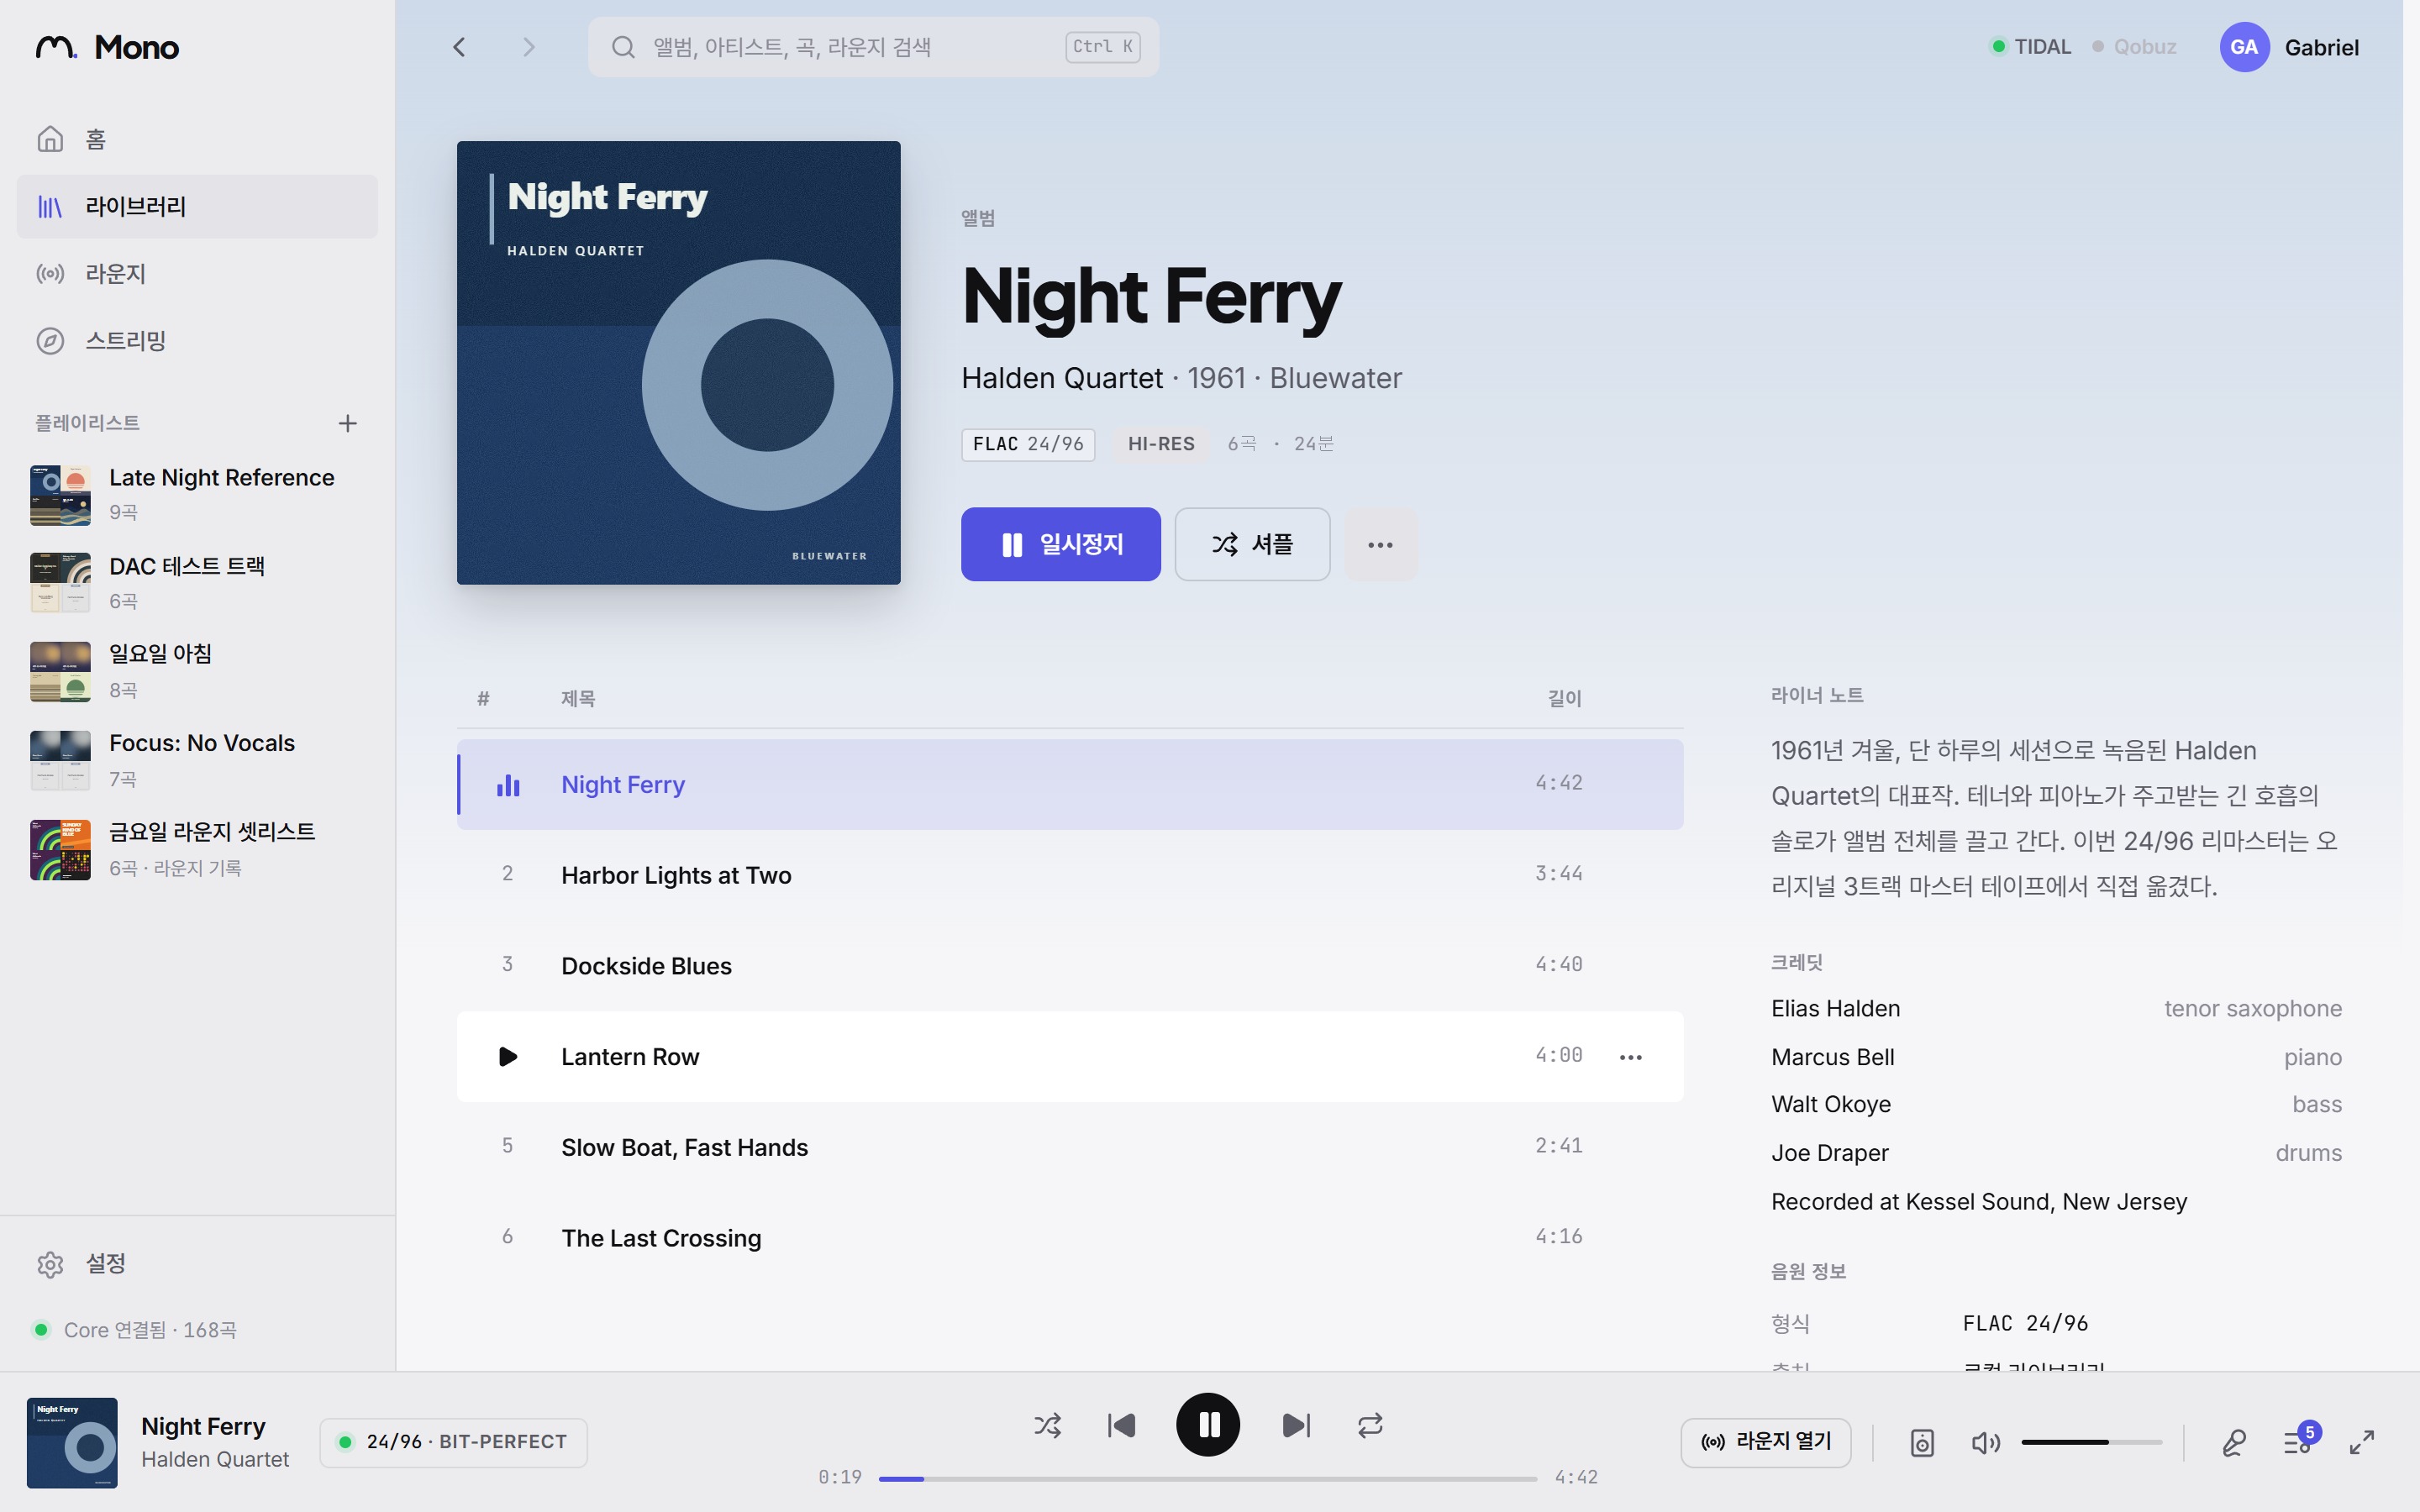 Mono
앨범, 아티스트, 곡, 라운지 검색
Ctrl K
TIDAL
Qobuz
GA
Gabriel
홈
라이브러리
라운지
스트리밍
플레이리스트
Late Night Reference
9곡
DAC 테스트 트랙
6곡
일요일 아침
8곡
Focus: No Vocals
7곡
금요일 라운지 셋리스트
6곡 · 라운지 기록
설정
Core 연결됨 · 168곡
Night Ferry
HALDEN QUARTET
BLUEWATER
앨범
Night Ferry
Halden Quartet · 1961 · Bluewater
FLAC 24/96
HI-RES
6곡 · 24분
일시정지
셔플
# 제목 길이
Night Ferry 4:42
2 Harbor Lights at Two 3:44
3 Dockside Blues 4:40
Lantern Row 4:00
5 Slow Boat, Fast Hands 2:41
6 The Last Crossing 4:16
라이너 노트
1961년 겨울, 단 하루의 세션으로 녹음된 Halden
Quartet의 대표작. 테너와 피아노가 주고받는 긴 호흡의
솔로가 앨범 전체를 끌고 간다. 이번 24/96 리마스터는 오
리지널 3트랙 마스터 테이프에서 직접 옮겼다.
크레딧
Elias Halden tenor saxophone
Marcus Bell piano
Walt Okoye bass
Joe Draper drums
Recorded at Kessel Sound, New Jersey
음원 정보
형식 FLAC 24/96
Night Ferry
Night Ferry
Halden Quartet
24/96 · BIT-PERFECT
0:19
4:42
라운지 열기
5